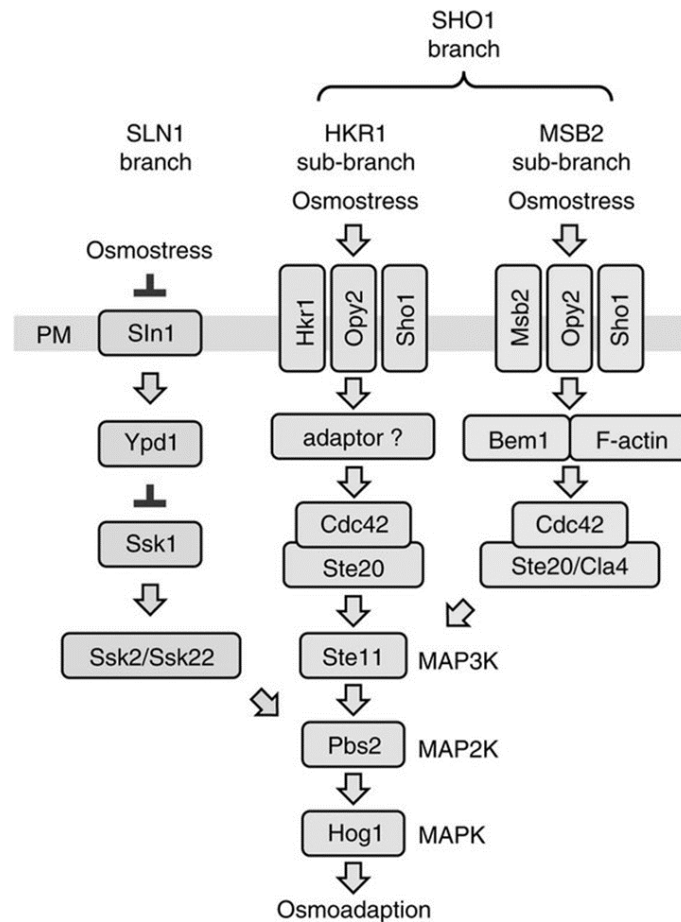 SHO1
branch
SLN1
branch
HKR1
sub-branch
MSB2
sub-branch
Osmostress
Osmostress
Osmostress
PM
Sln1
Hkr1
Opy2
Sho1
Msb2
Opy2
Sho1
Ypd1
adaptor ?
Bem1
F-actin
Ssk1
Cdc42
Ste20
Cdc42
Ste20/Cla4
Ssk2/Ssk22
Ste11
MAP3K
Pbs2
MAP2K
Hog1
MAPK
Osmoadaption